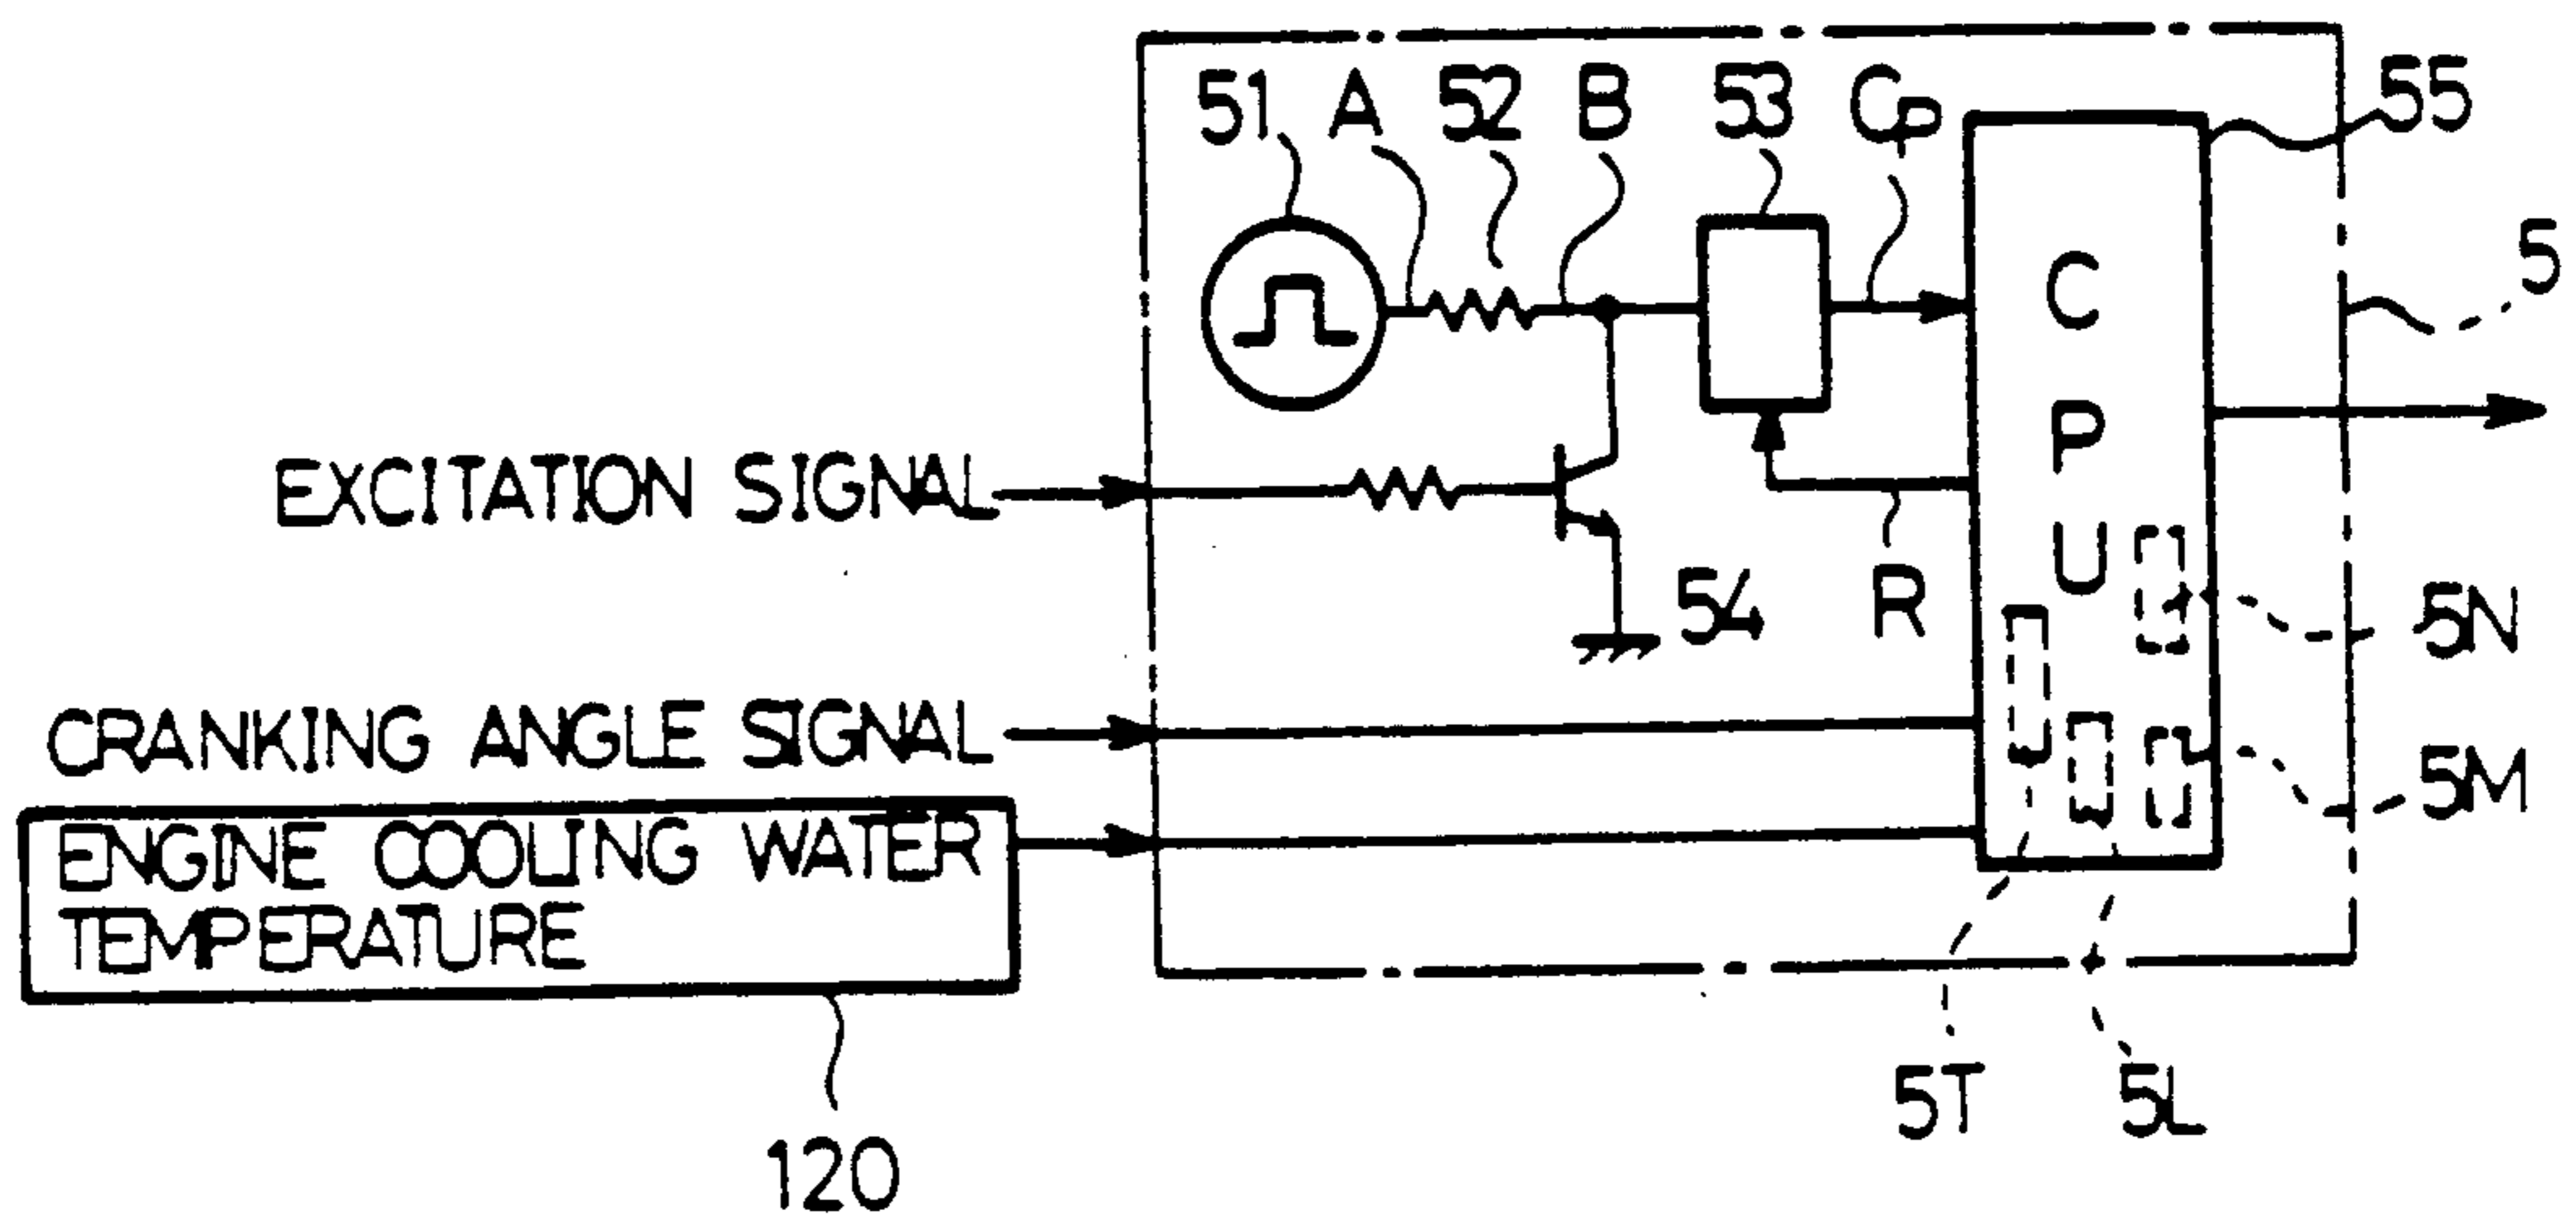 51 A 52 B 53 Cp 55
5
CPU
EXCITATION SIGNAL
54 R
5N
CRANKING ANGLE SIGNAL
5M
ENGINE COOLING WATER
TEMPERATURE
5T 5L
120